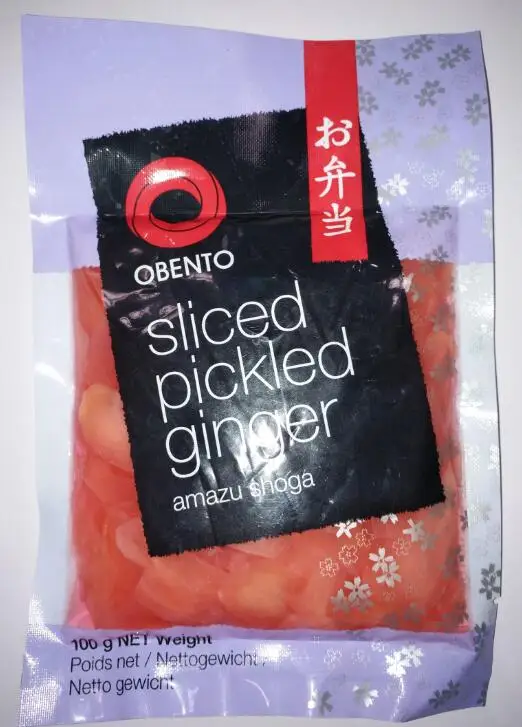 お弁当
OBENTO
sliced
pickled
ginger
amazu shoga
100 g NET Weight
Poids net / Nettogewicht /
Netto gewicht